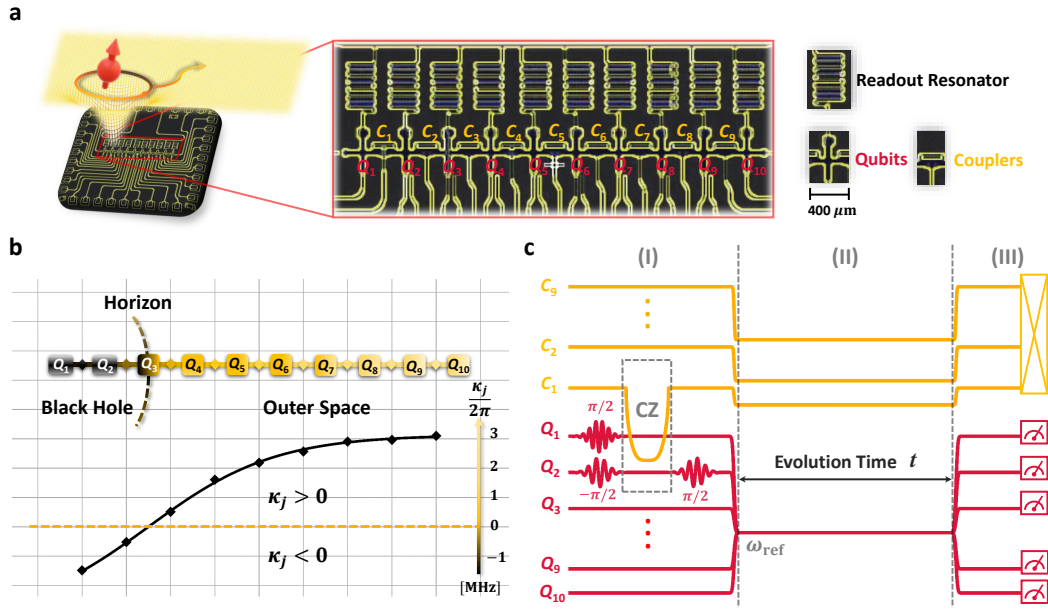 a
C₁ C₂ C₃ C₄ C₅ C₆ C₇ C₈ C₉
Q₁ Q₂ Q₃ Q₄ Q₅ Q₆ Q₇ Q₈ Q₉ Q₁₀
Readout Resonator
Qubits
Couplers
400 μm
b
Horizon
Q₁ Q₂ Q₃ Q₄ Q₅ Q₆ Q₇ Q₈ Q₉ Q₁₀
Black Hole
Outer Space
κⱼ
2π
3
2
1
0
−1
[MHz]
κⱼ > 0
κⱼ < 0
c
(I) (II) (III)
C₉
C₂
C₁
CZ
π/2
Q₁
Q₂
−π/2
π/2
Q₃
Evolution Time t
ω_ref
Q₉
Q₁₀